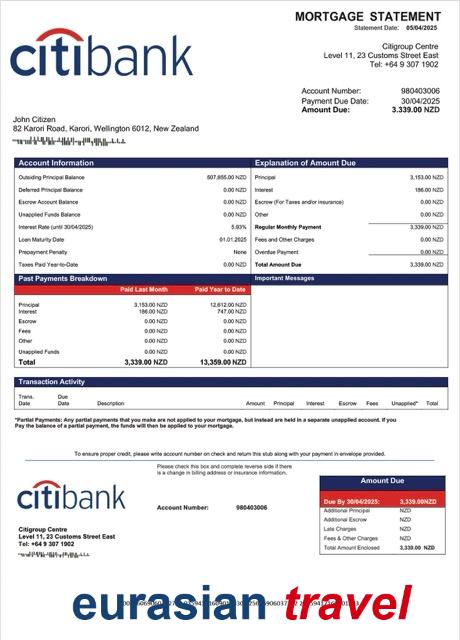 MORTGAGE STATEMENT
Statement Date: 05/04/2025
citibank
Citigroup Centre
Level 11, 23 Customs Street East
Tel: +64 9 307 1902
Account Number: 980403006
Payment Due Date: 30/04/2025
Amount Due: 3.339.00 NZD
John Citizen
82 Karori Road, Karori, Wellington 6012, New Zealand
Account Information
Outsiding Principal Balance 507,855.00 NZD
Deferred Principal Balance 0.00 NZD
Escrow Account Balance 0.00 NZD
Unapplied Funds Balance 0.00 NZD
Interest Rate (until 30/04/2025) 5.93%
Loan Maturity Date 01.01.2025
Prepayment Penalty None
Taxes Paid Year-to-Date 0.00 NZD
Explanation of Amount Due
Principal 3,153.00 NZD
Interest 186.00 NZD
Escrow (For Taxes and/or insurance) 0.00 NZD
Other 0.00 NZD
Regular Monthly Payment 3,339.00 NZD
Fees and Other Charges 0.00 NZD
Overdue Payment 0.00 NZD
Total Amount Due 3,339.00 NZD
Past Payments Breakdown
Paid Last Month Paid Year to Date
Principal 3,153.00 NZD 12,612.00 NZD
Interest 186.00 NZD 747.00 NZD
Escrow 0.00 NZD 0.00 NZD
Fees 0.00 NZD 0.00 NZD
Other 0.00 NZD 0.00 NZD
Unapplied Funds 0.00 NZD 0.00 NZD
Total 3,339.00 NZD 13,359.00 NZD
Important Messages
Transaction Activity
Trans. Date Due Date Description Amount Principal Interest Escrow Fees Unapplied* Total
*Partial Payments: Any partial payments that you make are not applied to your mortgage, but instead are held in a separate unapplied account. If you
Pay the balance of a partial payment, the funds will then be applied to your mortgage.
To ensure proper credit, please write account number on check and return this stub along with your payment in envelope provided.
Please check this box and complete reverse side if there
is a change in billing address or insurance information.
citibank
Account Number: 980403006
Citigroup Centre
Level 11, 23 Customs Street East
Tel: +64 9 307 1902
Amount Due
Due By 30/04/2025: 3,339.00NZD
Additional Principal NZD
Additional Escrow NZD
Late Charges NZD
Fees & Other Charges NZD
Total Amount Enclosed 3,339.00 NZD
eurasian travel